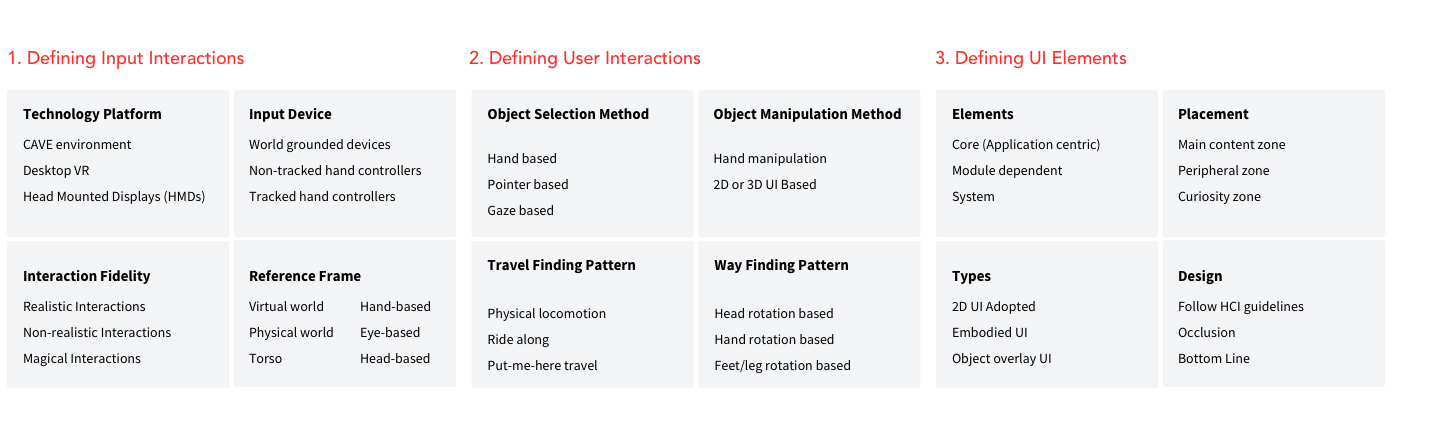 1. Defining Input Interactions
Technology Platform
CAVE environment
Desktop VR
Head Mounted Displays (HMDs)
Input Device
World grounded devices
Non-tracked hand controllers
Tracked hand controllers
Interaction Fidelity
Realistic Interactions
Non-realistic Interactions
Magical Interactions
Reference Frame
Virtual world Hand-based
Physical world Eye-based
Torso Head-based
2. Defining User Interactions
Object Selection Method
Hand based
Pointer based
Gaze based
Object Manipulation Method
Hand manipulation
2D or 3D UI Based
Travel Finding Pattern
Physical locomotion
Ride along
Put-me-here travel
Way Finding Pattern
Head rotation based
Hand rotation based
Feet/leg rotation based
3. Defining UI Elements
Elements
Core (Application centric)
Module dependent
System
Placement
Main content zone
Peripheral zone
Curiosity zone
Types
2D UI Adopted
Embodied UI
Object overlay UI
Design
Follow HCI guidelines
Occlusion
Bottom Line